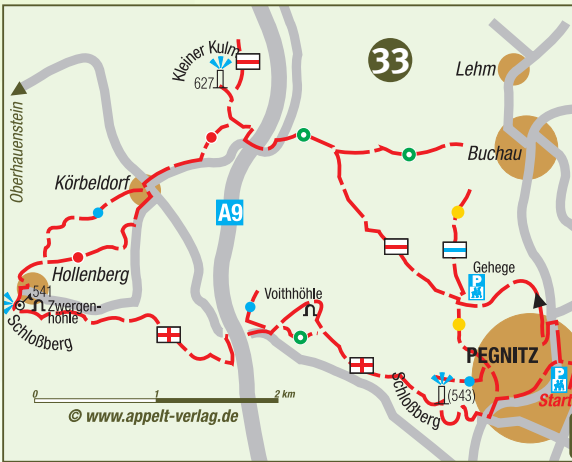 33
Kleiner Kulm
627
Lehm
Oberhauenstein
Buchau
Körbeldorf
A9
Hollenberg
P
Gehege
541
Zwergen-
höhle
Schloßberg
Voithhöhle
PEGNITZ
Schloßberg
(543)
P
Start
0 1 2 km
© www.appelt-verlag.de